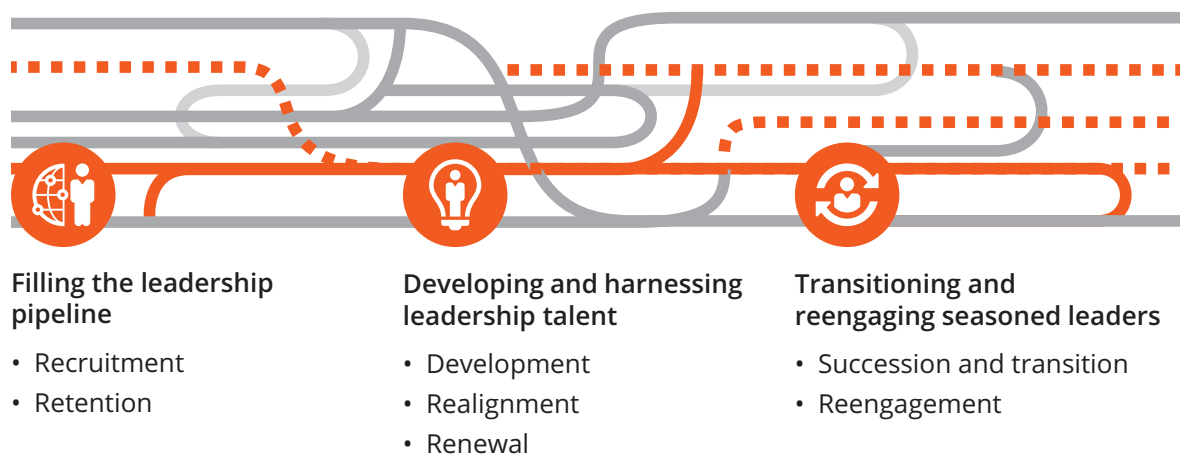 Filling the leadership
pipeline
• Recruitment
• Retention
Developing and harnessing
leadership talent
• Development
• Realignment
• Renewal
Transitioning and
reengaging seasoned leaders
• Succession and transition
• Reengagement